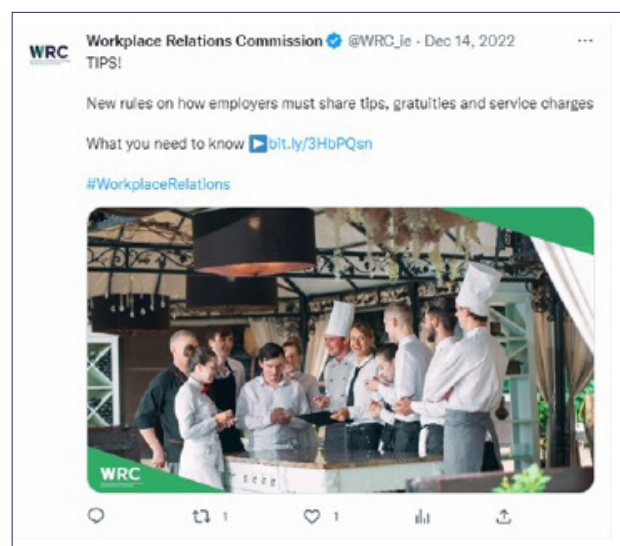 WRC
Workplace Relations Commission @WRC_ie · Dec 14, 2022
TIPS!
New rules on how employers must share tips, gratuities and service charges
What you need to know bit.ly/3HbPQsn
#WorkplaceRelations
WRC
1
1